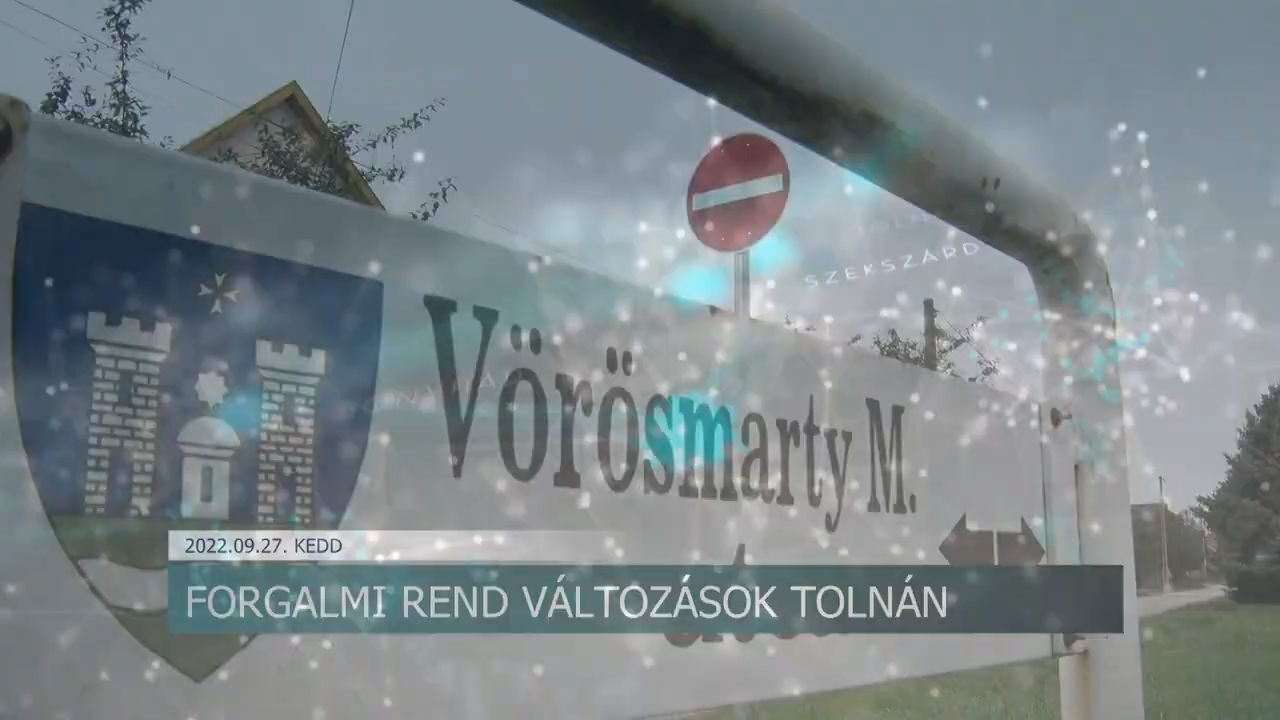 SZEKSZÁRD
Vörösmarty M.
2022.09.27. KEDD
FORGALMI REND VÁLTOZÁSOK TOLNÁN